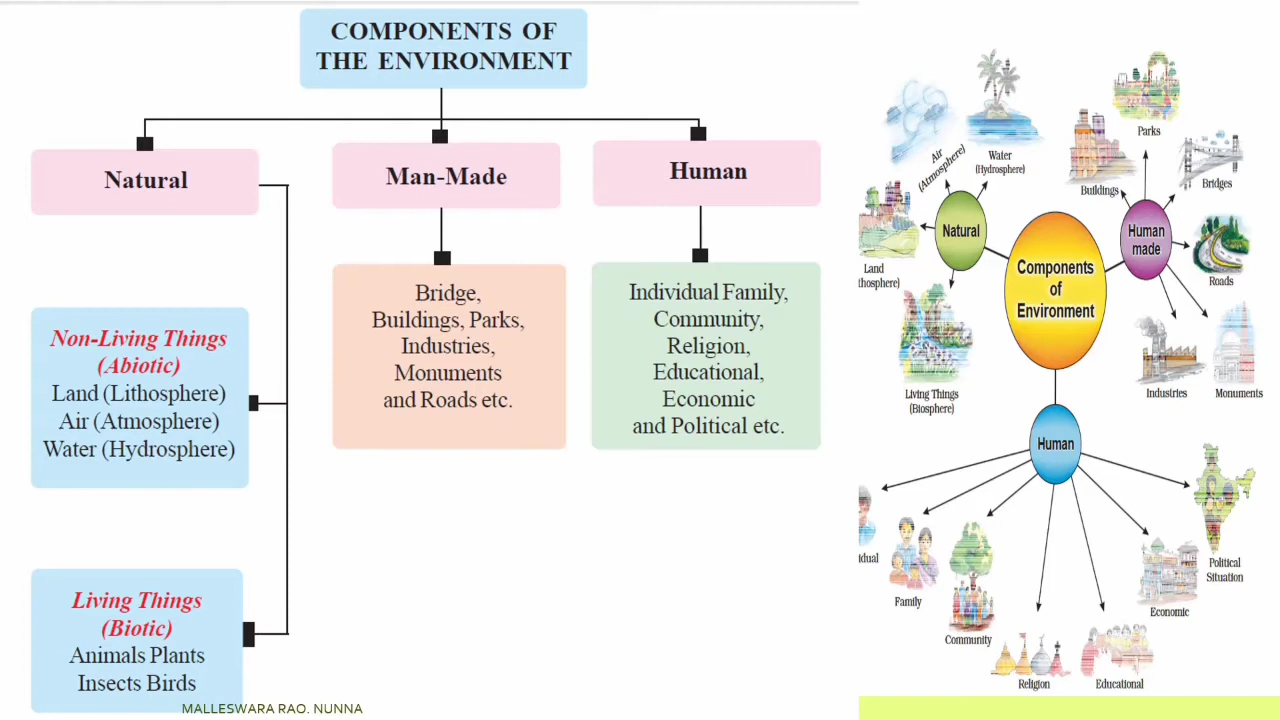 COMPONENTS OF
THE ENVIRONMENT
Natural
Man-Made
Human
Non-Living Things
(Abiotic)
Land (Lithosphere)
Air (Atmosphere)
Water (Hydrosphere)
Living Things
(Biotic)
Animals Plants
Insects Birds
Bridge,
Buildings, Parks,
Industries,
Monuments
and Roads etc.
Individual Family,
Community,
Religion,
Educational,
Economic
and Political etc.
MALLESWARA RAO. NUNNA
Components
of
Environment
Natural
Air
(Atmosphere)
Water
(Hydrosphere)
Land
thosphere)
Living Things
(Biosphere)
Human
made
Parks
Buildings
Bridges
Roads
Industries
Monuments
Human
idual
Family
Community
Religion
Educational
Economic
Political
Situation